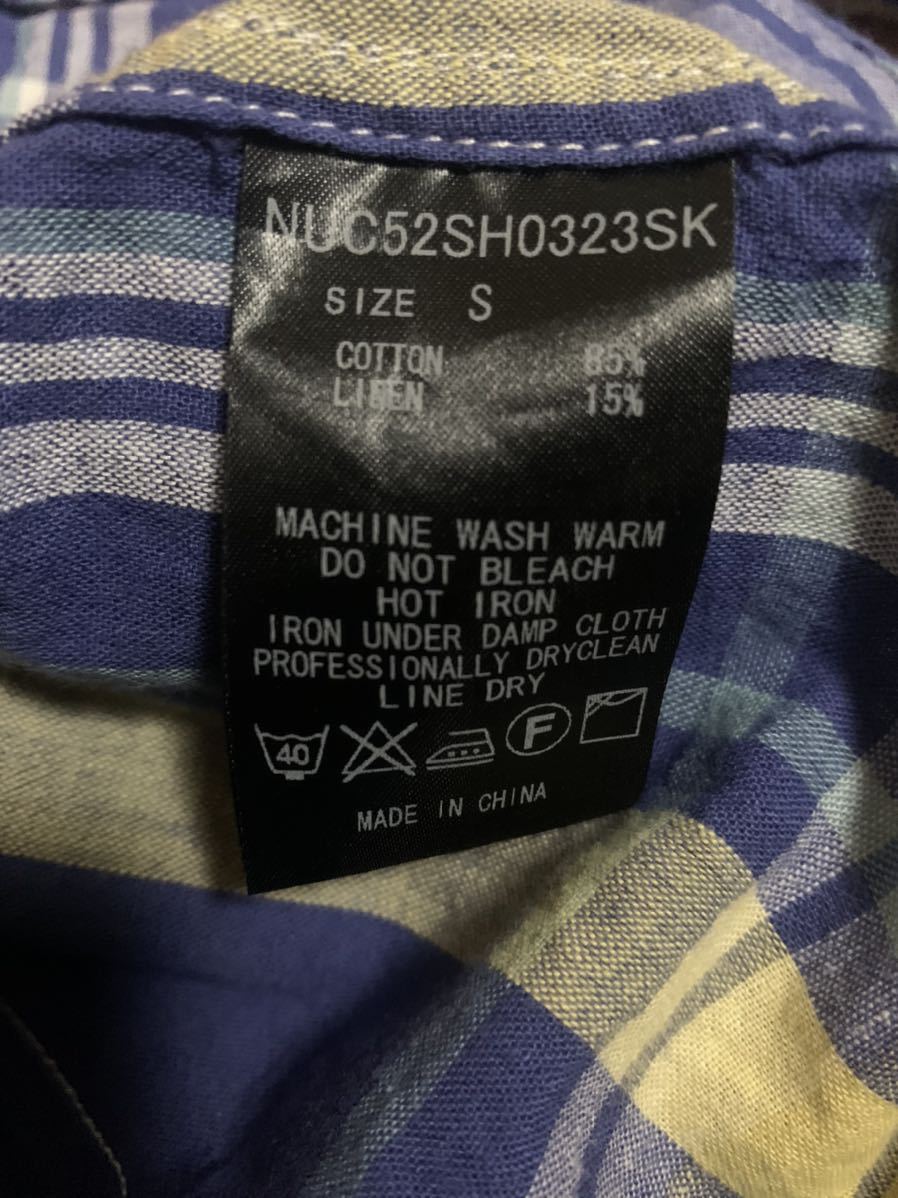 NUC52SH0323SK
SIZE S
COTTON 85%
LINEN 15%
MACHINE WASH WARM
DO NOT BLEACH
HOT IRON
IRON UNDER DAMP CLOTH
PROFESSIONALLY DRYCLEAN
LINE DRY
40 F
MADE IN CHINA